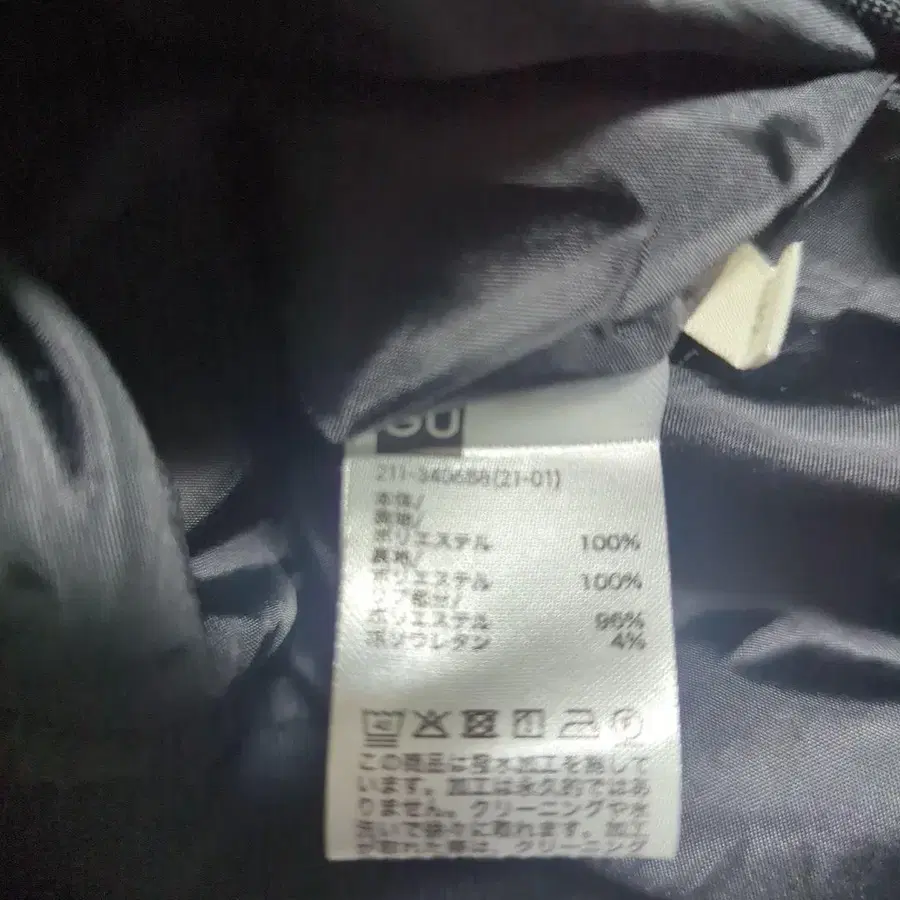 GU
211-340688(21-01)
本体/
表地/
ポリエステル 100%
裏地/
ポリエステル 100%
リブ部分/
ポリエステル 96%
ポリウレタン 4%
この商品は撥水加工を施して
います。加工は永久的ではあ
りません。クリーニングや水
洗いで徐々に取れます。加工
が取れた際は、クリーニング